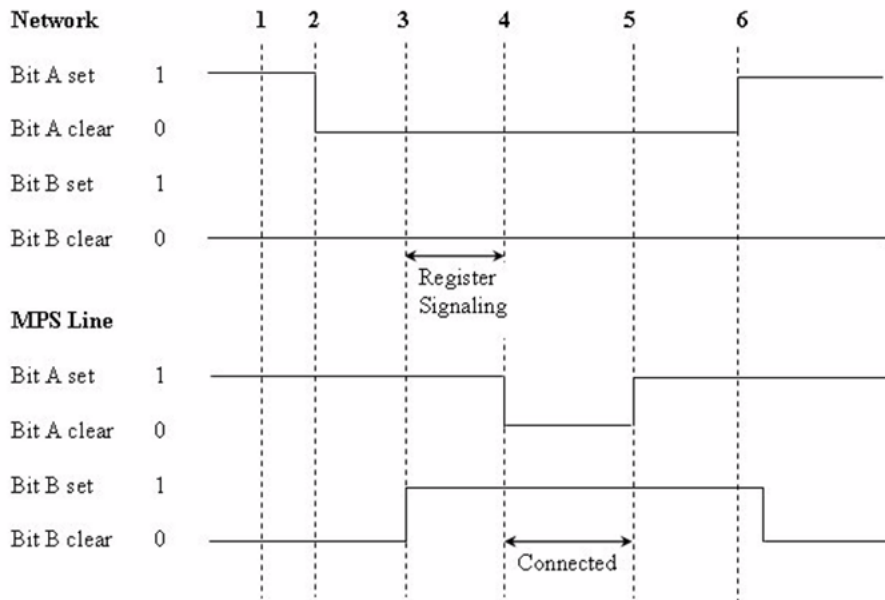 Network 1 2 3 4 5 6
Bit A set 1
Bit A clear 0
Bit B set 1
Bit B clear 0
Register
Signaling
MPS Line
Bit A set 1
Bit A clear 0
Bit B set 1
Bit B clear 0
Connected